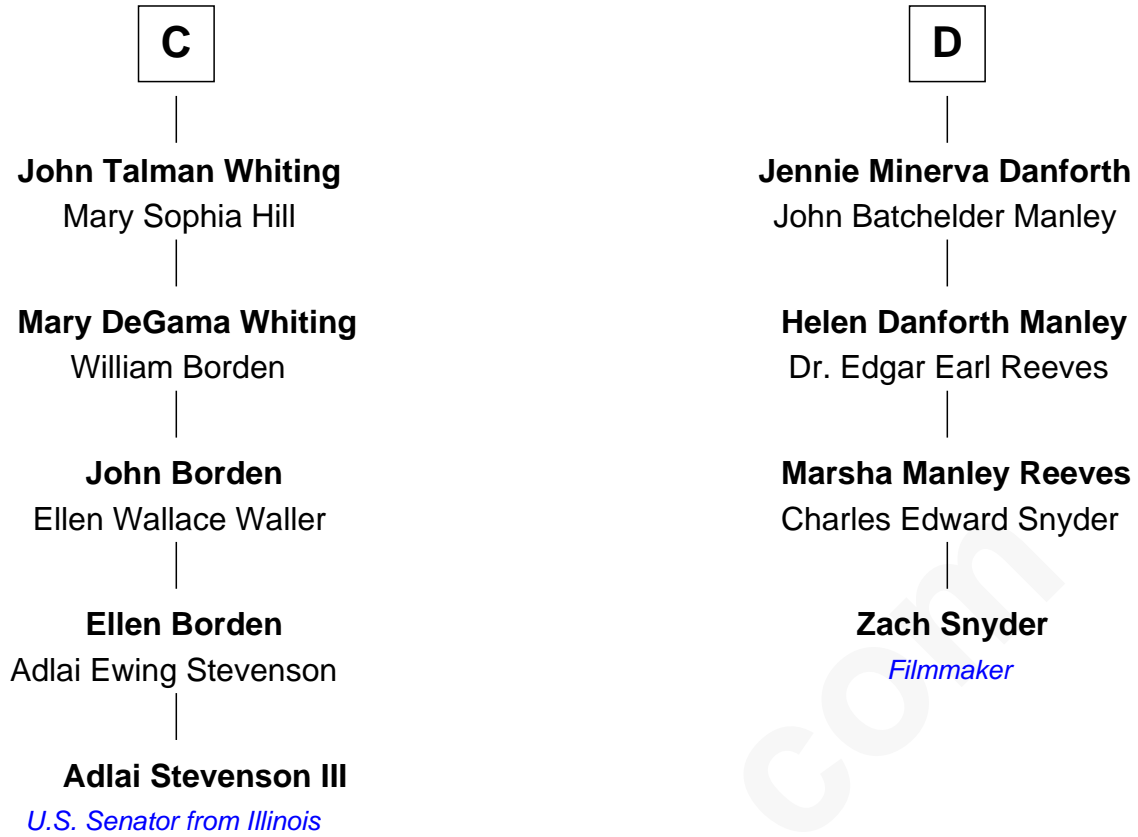 C
John Talman Whiting
Mary Sophia Hill
Mary DeGama Whiting
William Borden
John Borden
Ellen Wallace Waller
Ellen Borden
Adlai Ewing Stevenson
Adlai Stevenson III
U.S. Senator from Illinois
D
Jennie Minerva Danforth
John Batchelder Manley
Helen Danforth Manley
Dr. Edgar Earl Reeves
Marsha Manley Reeves
Charles Edward Snyder
Zach Snyder
Filmmaker
com